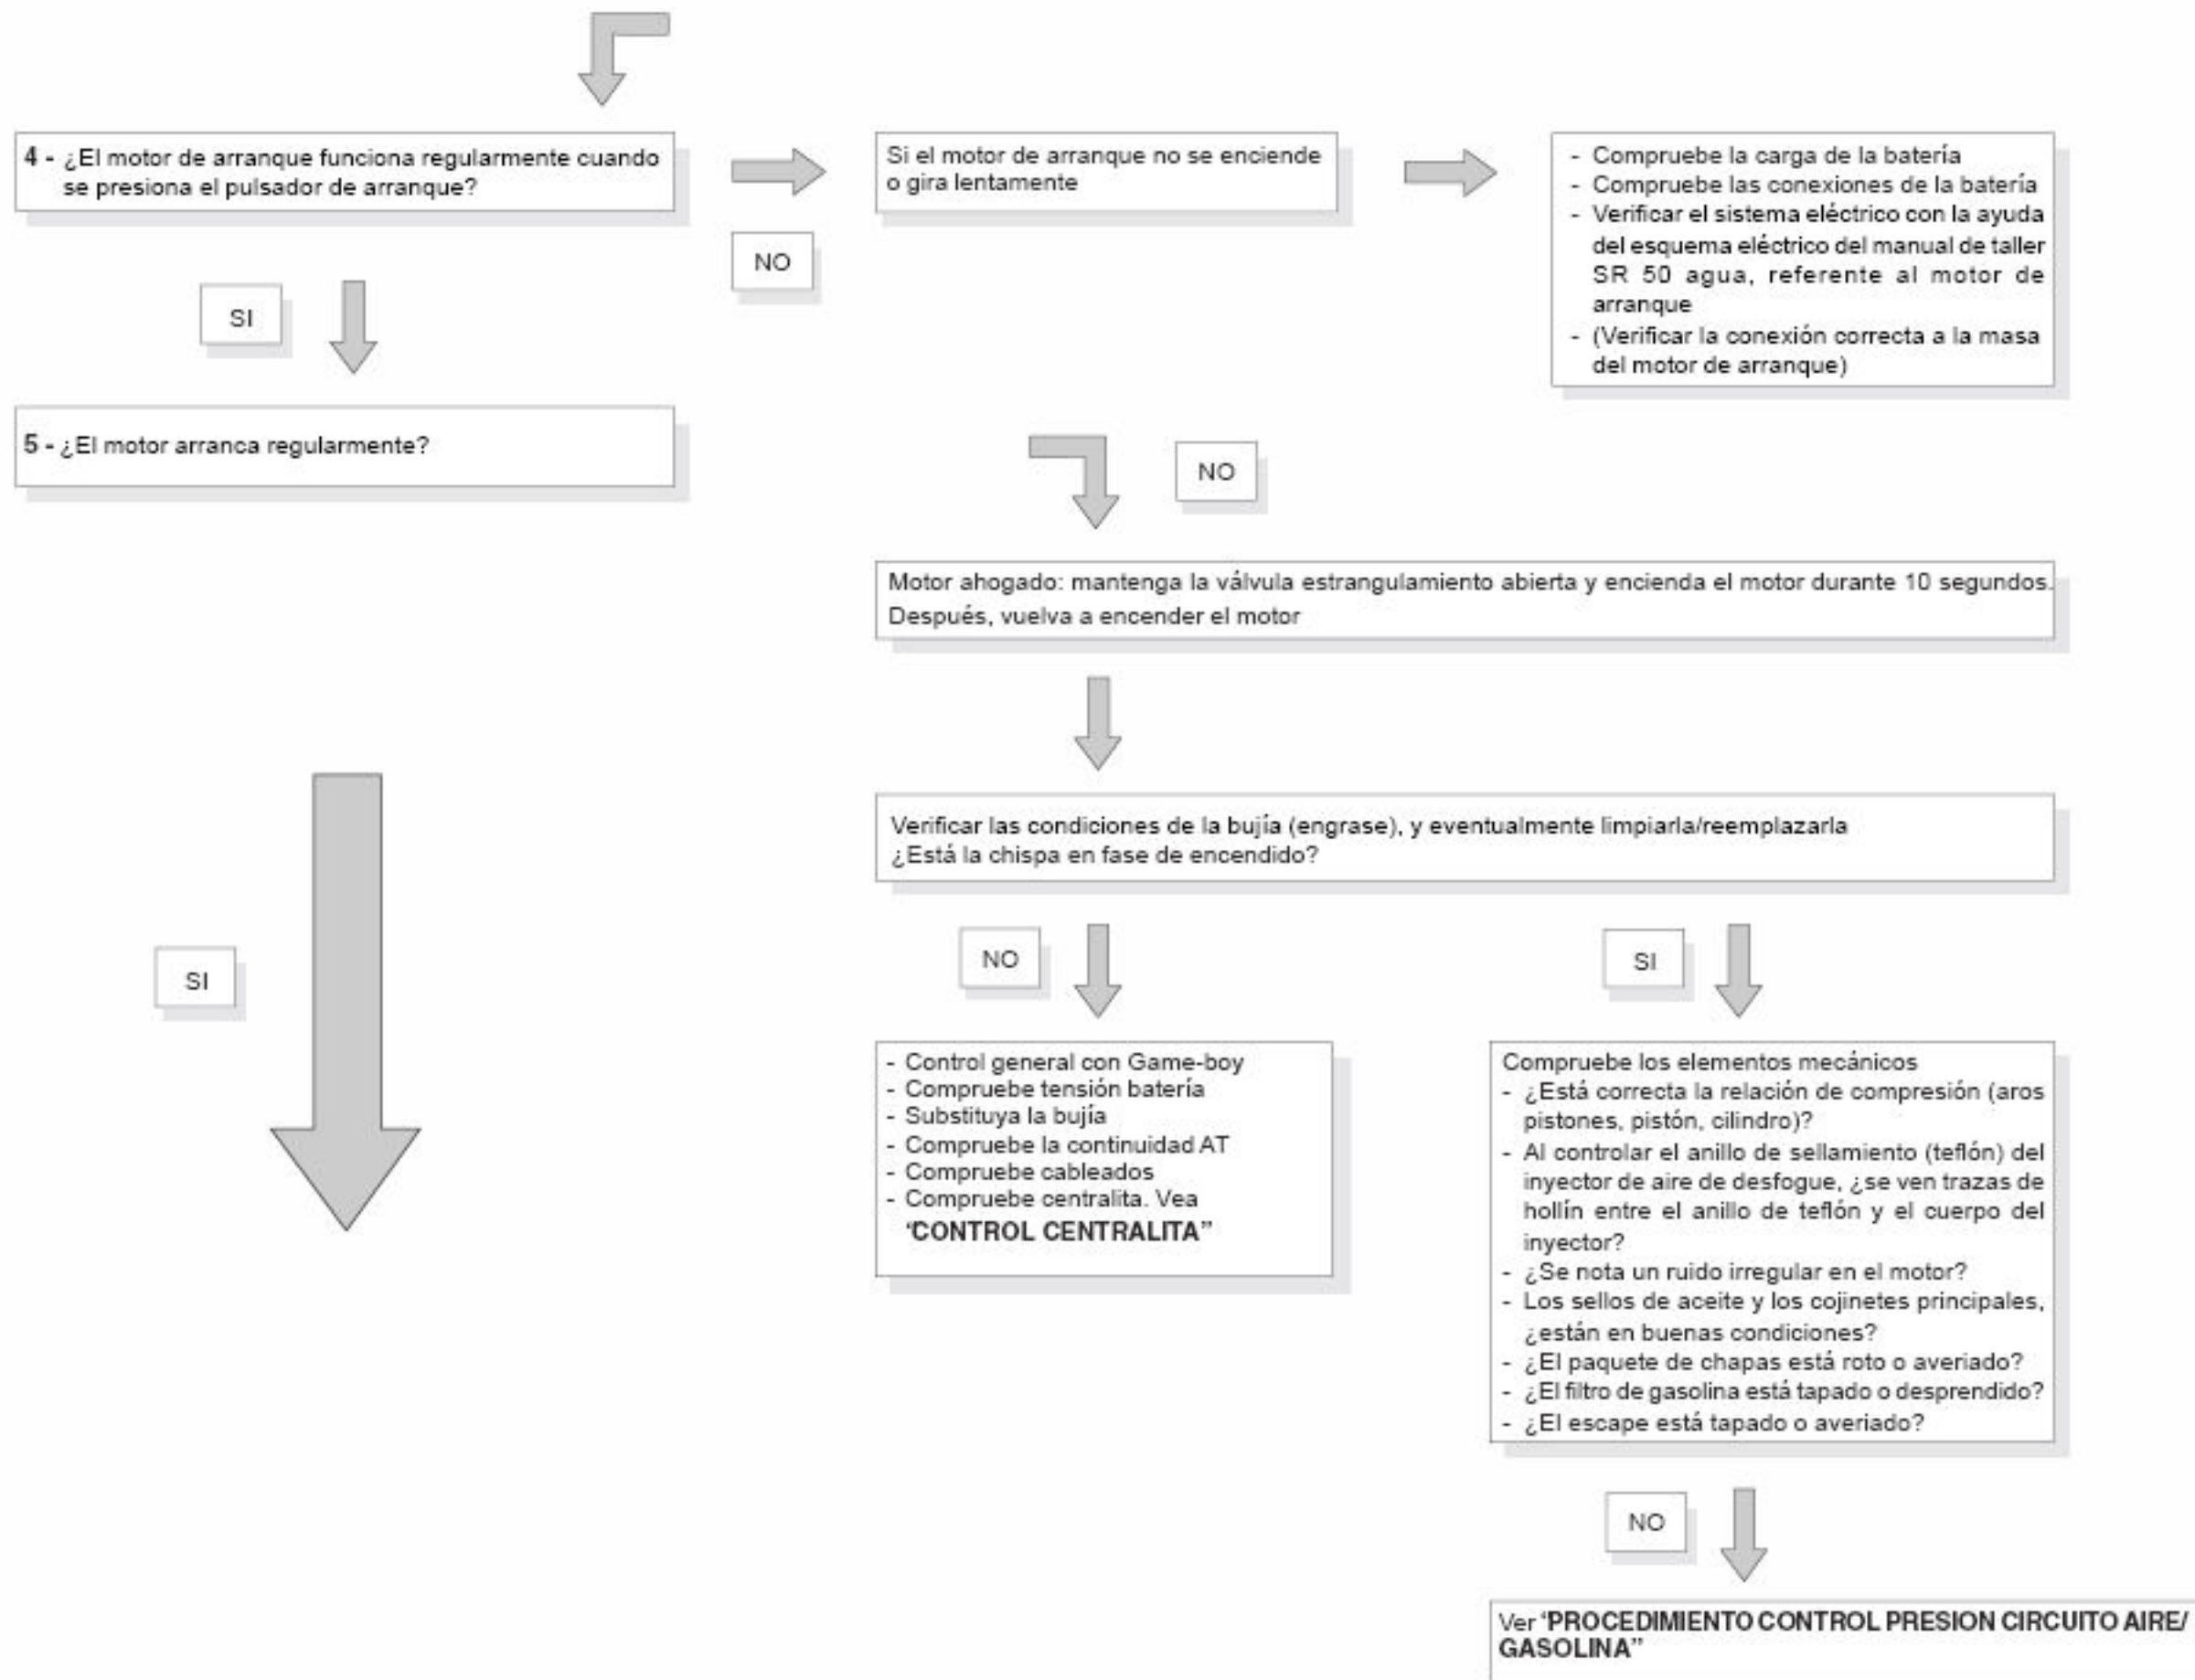 4 - ¿El motor de arranque funciona regularmente cuando
se presiona el pulsador de arranque?
Si el motor de arranque no se enciende
o gira lentamente
- Compruebe la carga de la batería
- Compruebe las conexiones de la batería
- Verificar el sistema eléctrico con la ayuda
del esquema eléctrico del manual de taller
SR 50 agua, referente al motor de
arranque
- (Verificar la conexión correcta a la masa
del motor de arranque)
NO
SI
5 - ¿El motor arranca regularmente?
NO
Motor ahogado: mantenga la válvula estrangulamiento abierta y encienda el motor durante 10 segundos.
Después, vuelva a encender el motor
Verificar las condiciones de la bujía (engrase), y eventualmente limpiarla/reemplazarla
¿Está la chispa en fase de encendido?
SI
NO
SI
- Control general con Game-boy
- Compruebe tensión batería
- Substituya la bujía
- Compruebe la continuidad AT
- Compruebe cableados
- Compruebe centralita. Vea
‘CONTROL CENTRALITA”
Compruebe los elementos mecánicos
- ¿Está correcta la relación de compresión (aros
pistones, pistón, cilindro)?
- Al controlar el anillo de sellamiento (teflón) del
inyector de aire de desfogue, ¿se ven trazas de
hollín entre el anillo de teflón y el cuerpo del
inyector?
- ¿Se nota un ruido irregular en el motor?
- Los sellos de aceite y los cojinetes principales,
¿están en buenas condiciones?
- ¿El paquete de chapas está roto o averiado?
- ¿El filtro de gasolina está tapado o desprendido?
- ¿El escape está tapado o averiado?
NO
Ver ‘PROCEDIMIENTO CONTROL PRESION CIRCUITO AIRE/
GASOLINA”